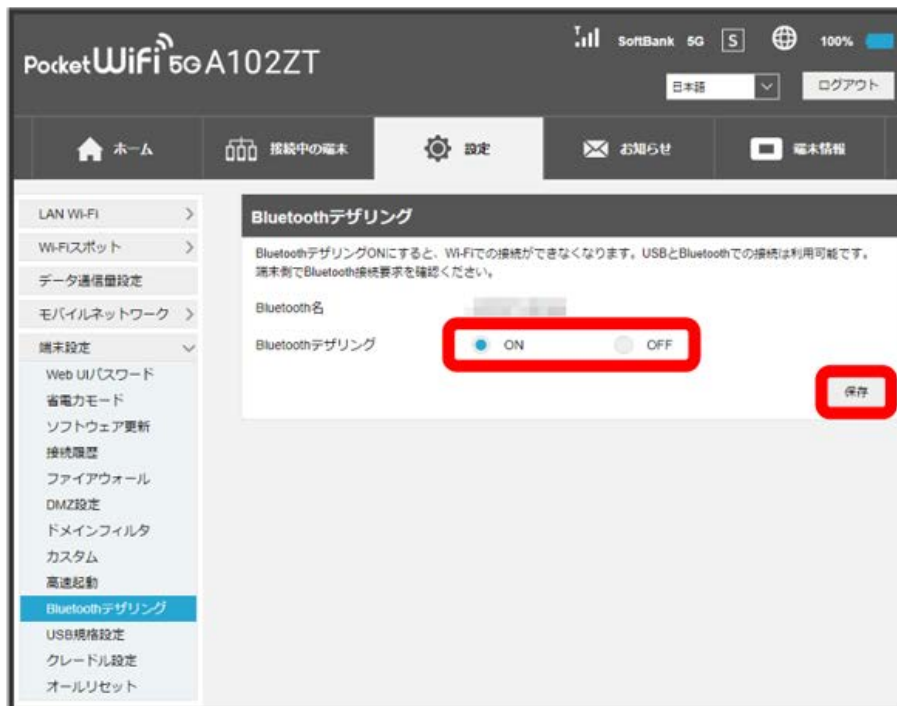 PocketWiFi 5G A102ZT
SoftBank 5G S 100%
日本語 ログアウト
ホーム 接続中の端末 設定 お知らせ 端末情報
LAN Wi-Fi
Wi-Fiスポット
データ通信量設定
モバイルネットワーク
端末設定
Web UIパスワード
省電力モード
ソフトウェア更新
接続履歴
ファイアウォール
DMZ設定
ドメインフィルタ
カスタム
高速起動
Bluetoothテザリング
USB規格設定
クレードル設定
オールリセット
Bluetoothテザリング
BluetoothテザリングONにすると、Wi-Fiでの接続ができなくなります。USBとBluetoothでの接続は利用可能です。
端末側でBluetooth接続要求を確認ください。
Bluetooth名
Bluetoothテザリング ON OFF
保存